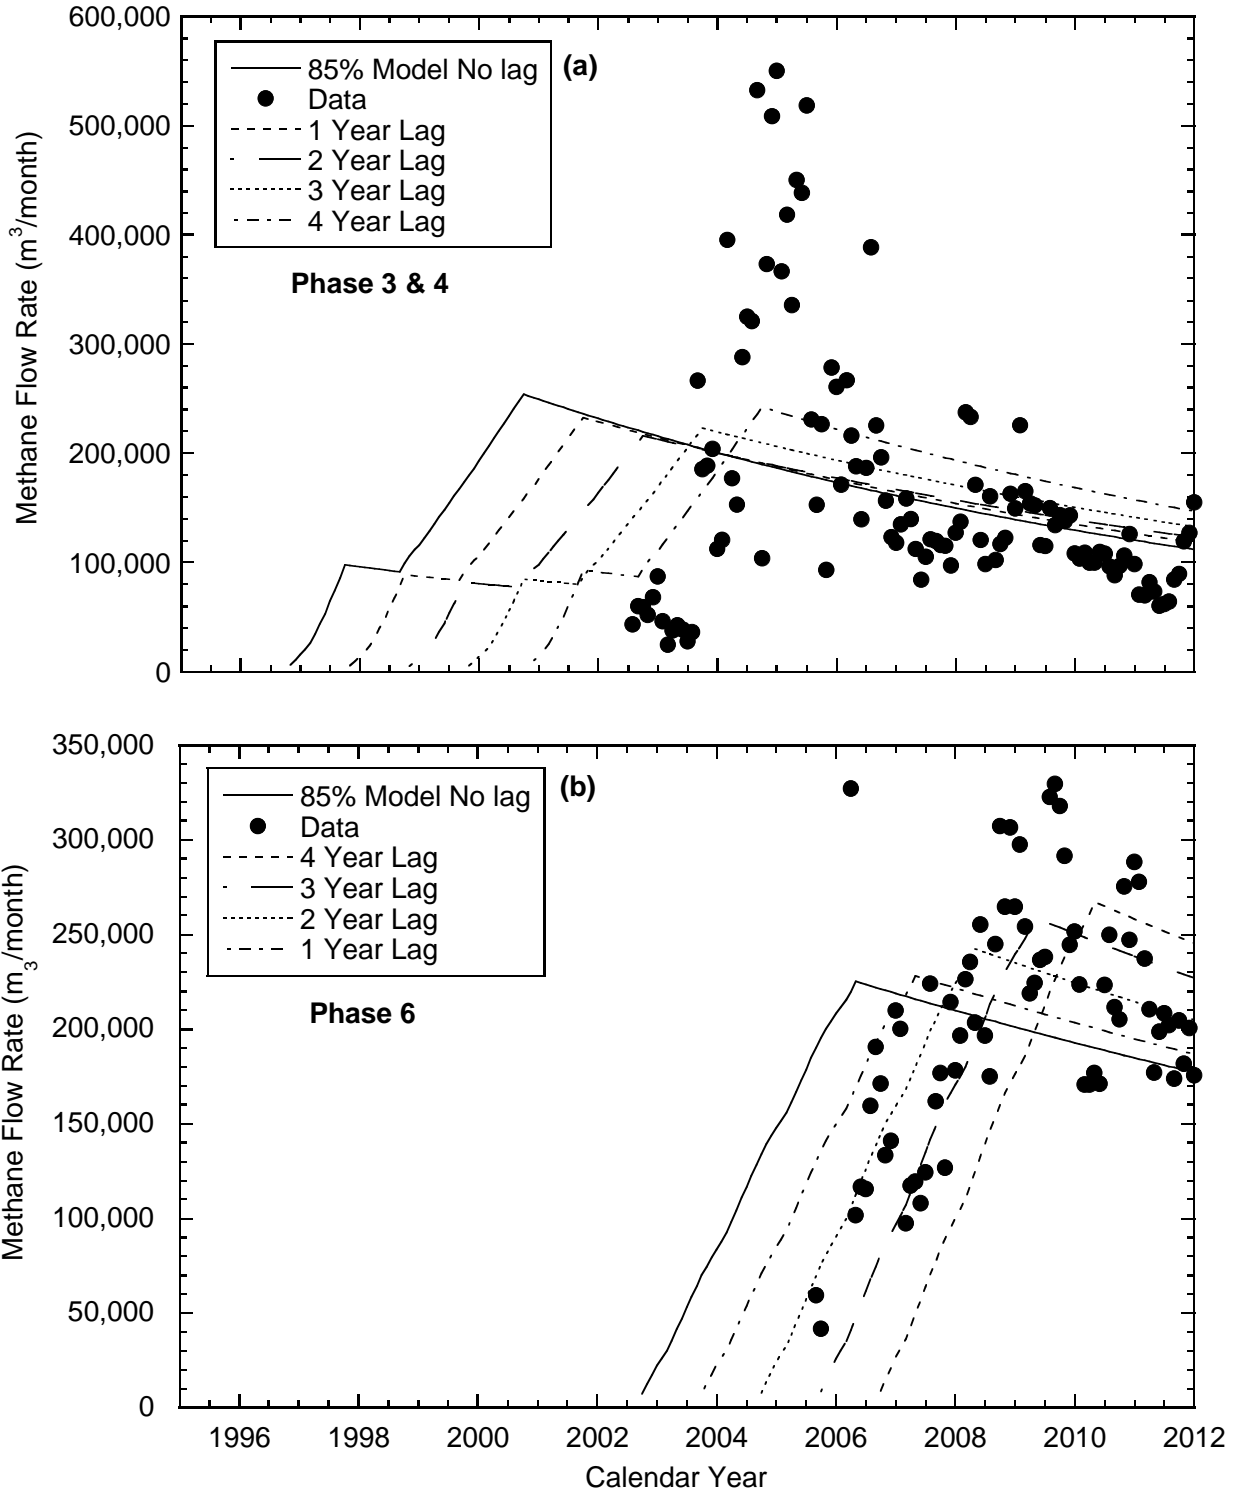 600,000
500,000
400,000
300,000
200,000
100,000
0
Methane Flow Rate (m³/month)
85% Model No lag
Data
1 Year Lag
2 Year Lag
3 Year Lag
4 Year Lag
(a)
Phase 3 & 4
350,000
300,000
250,000
200,000
150,000
100,000
50,000
0
Methane Flow Rate (m₃/month)
85% Model No lag
Data
4 Year Lag
3 Year Lag
2 Year Lag
1 Year Lag
(b)
Phase 6
1996 1998 2000 2002 2004 2006 2008 2010 2012
Calendar Year